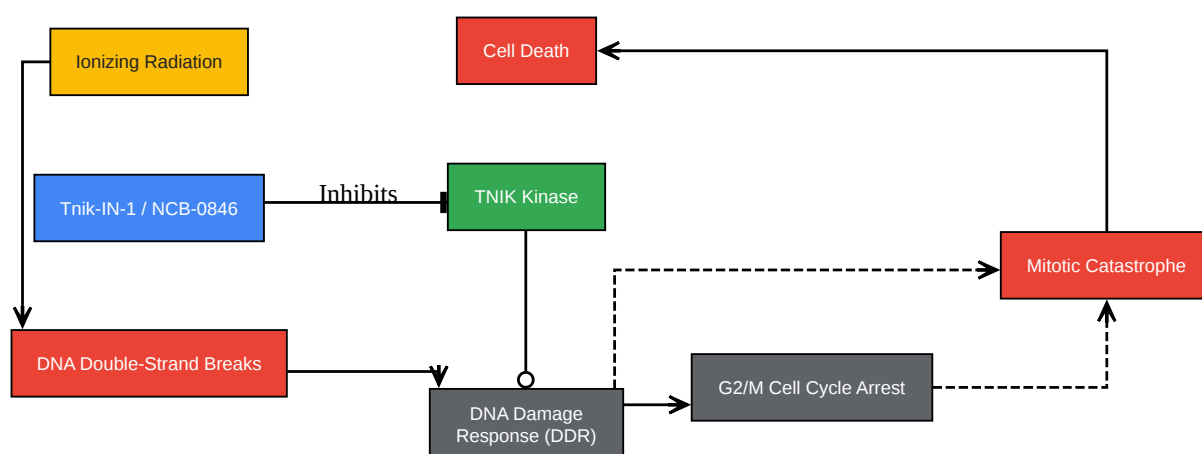 Ionizing Radiation
Cell Death
Tnik-IN-1 / NCB-0846
Inhibits
TNIK Kinase
Mitotic Catastrophe
DNA Double-Strand Breaks
G2/M Cell Cycle Arrest
DNA Damage
Response (DDR)